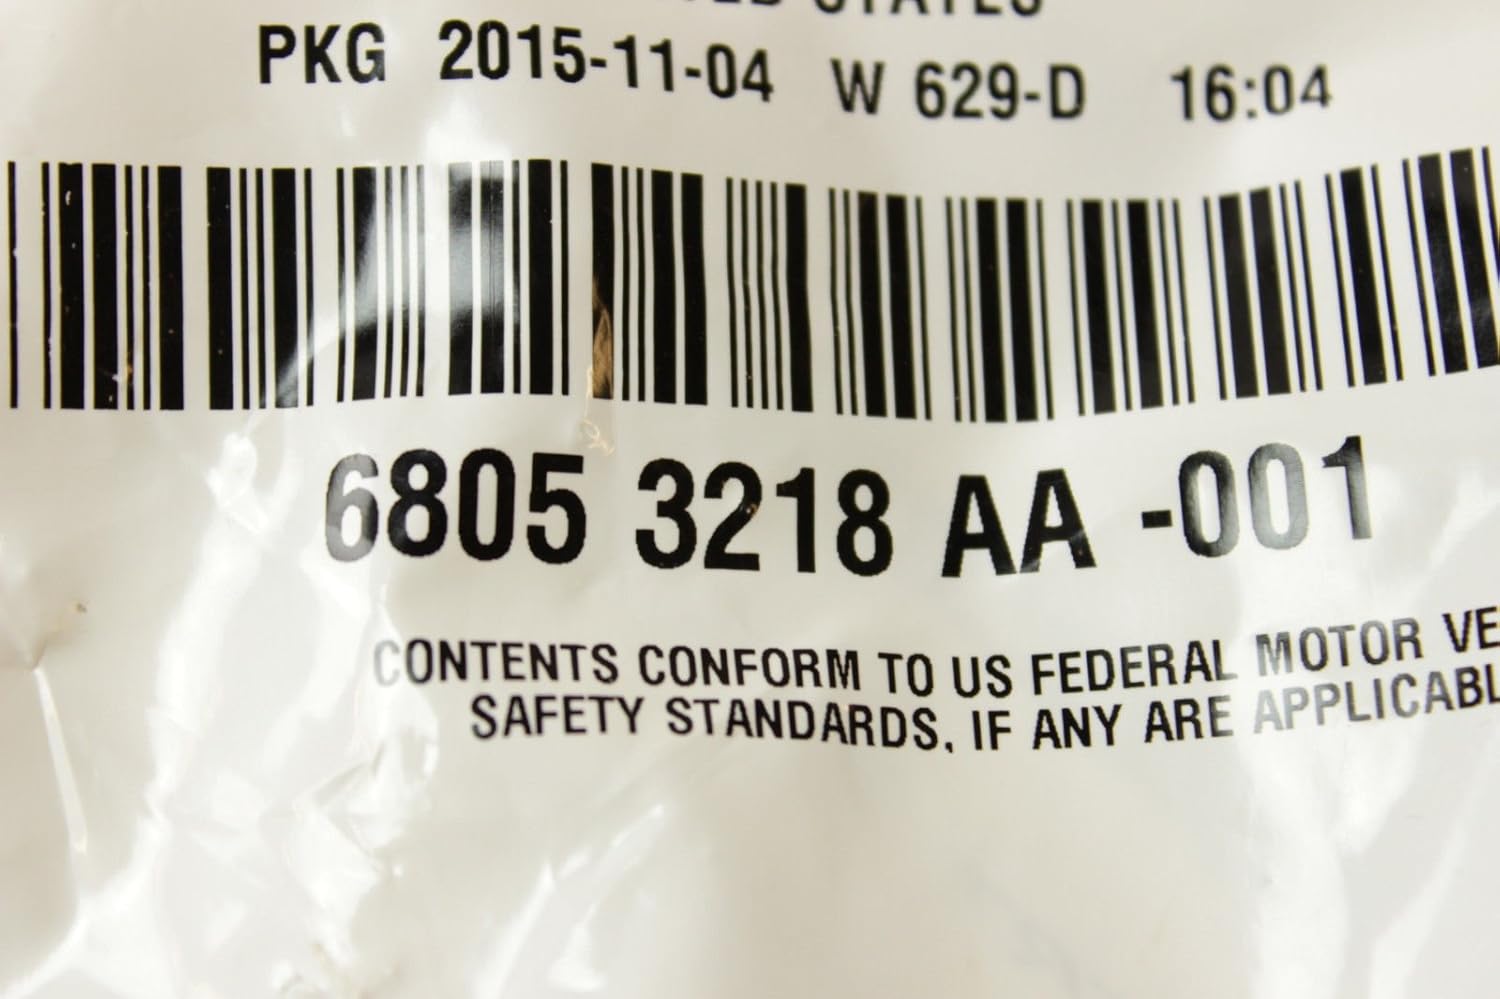 STATES
PKG 2015-11-04 W 629-D 16:04
6805 3218 AA -001
CONTENTS CONFORM TO US FEDERAL MOTOR
SAFETY STANDARDS, IF ANY ARE